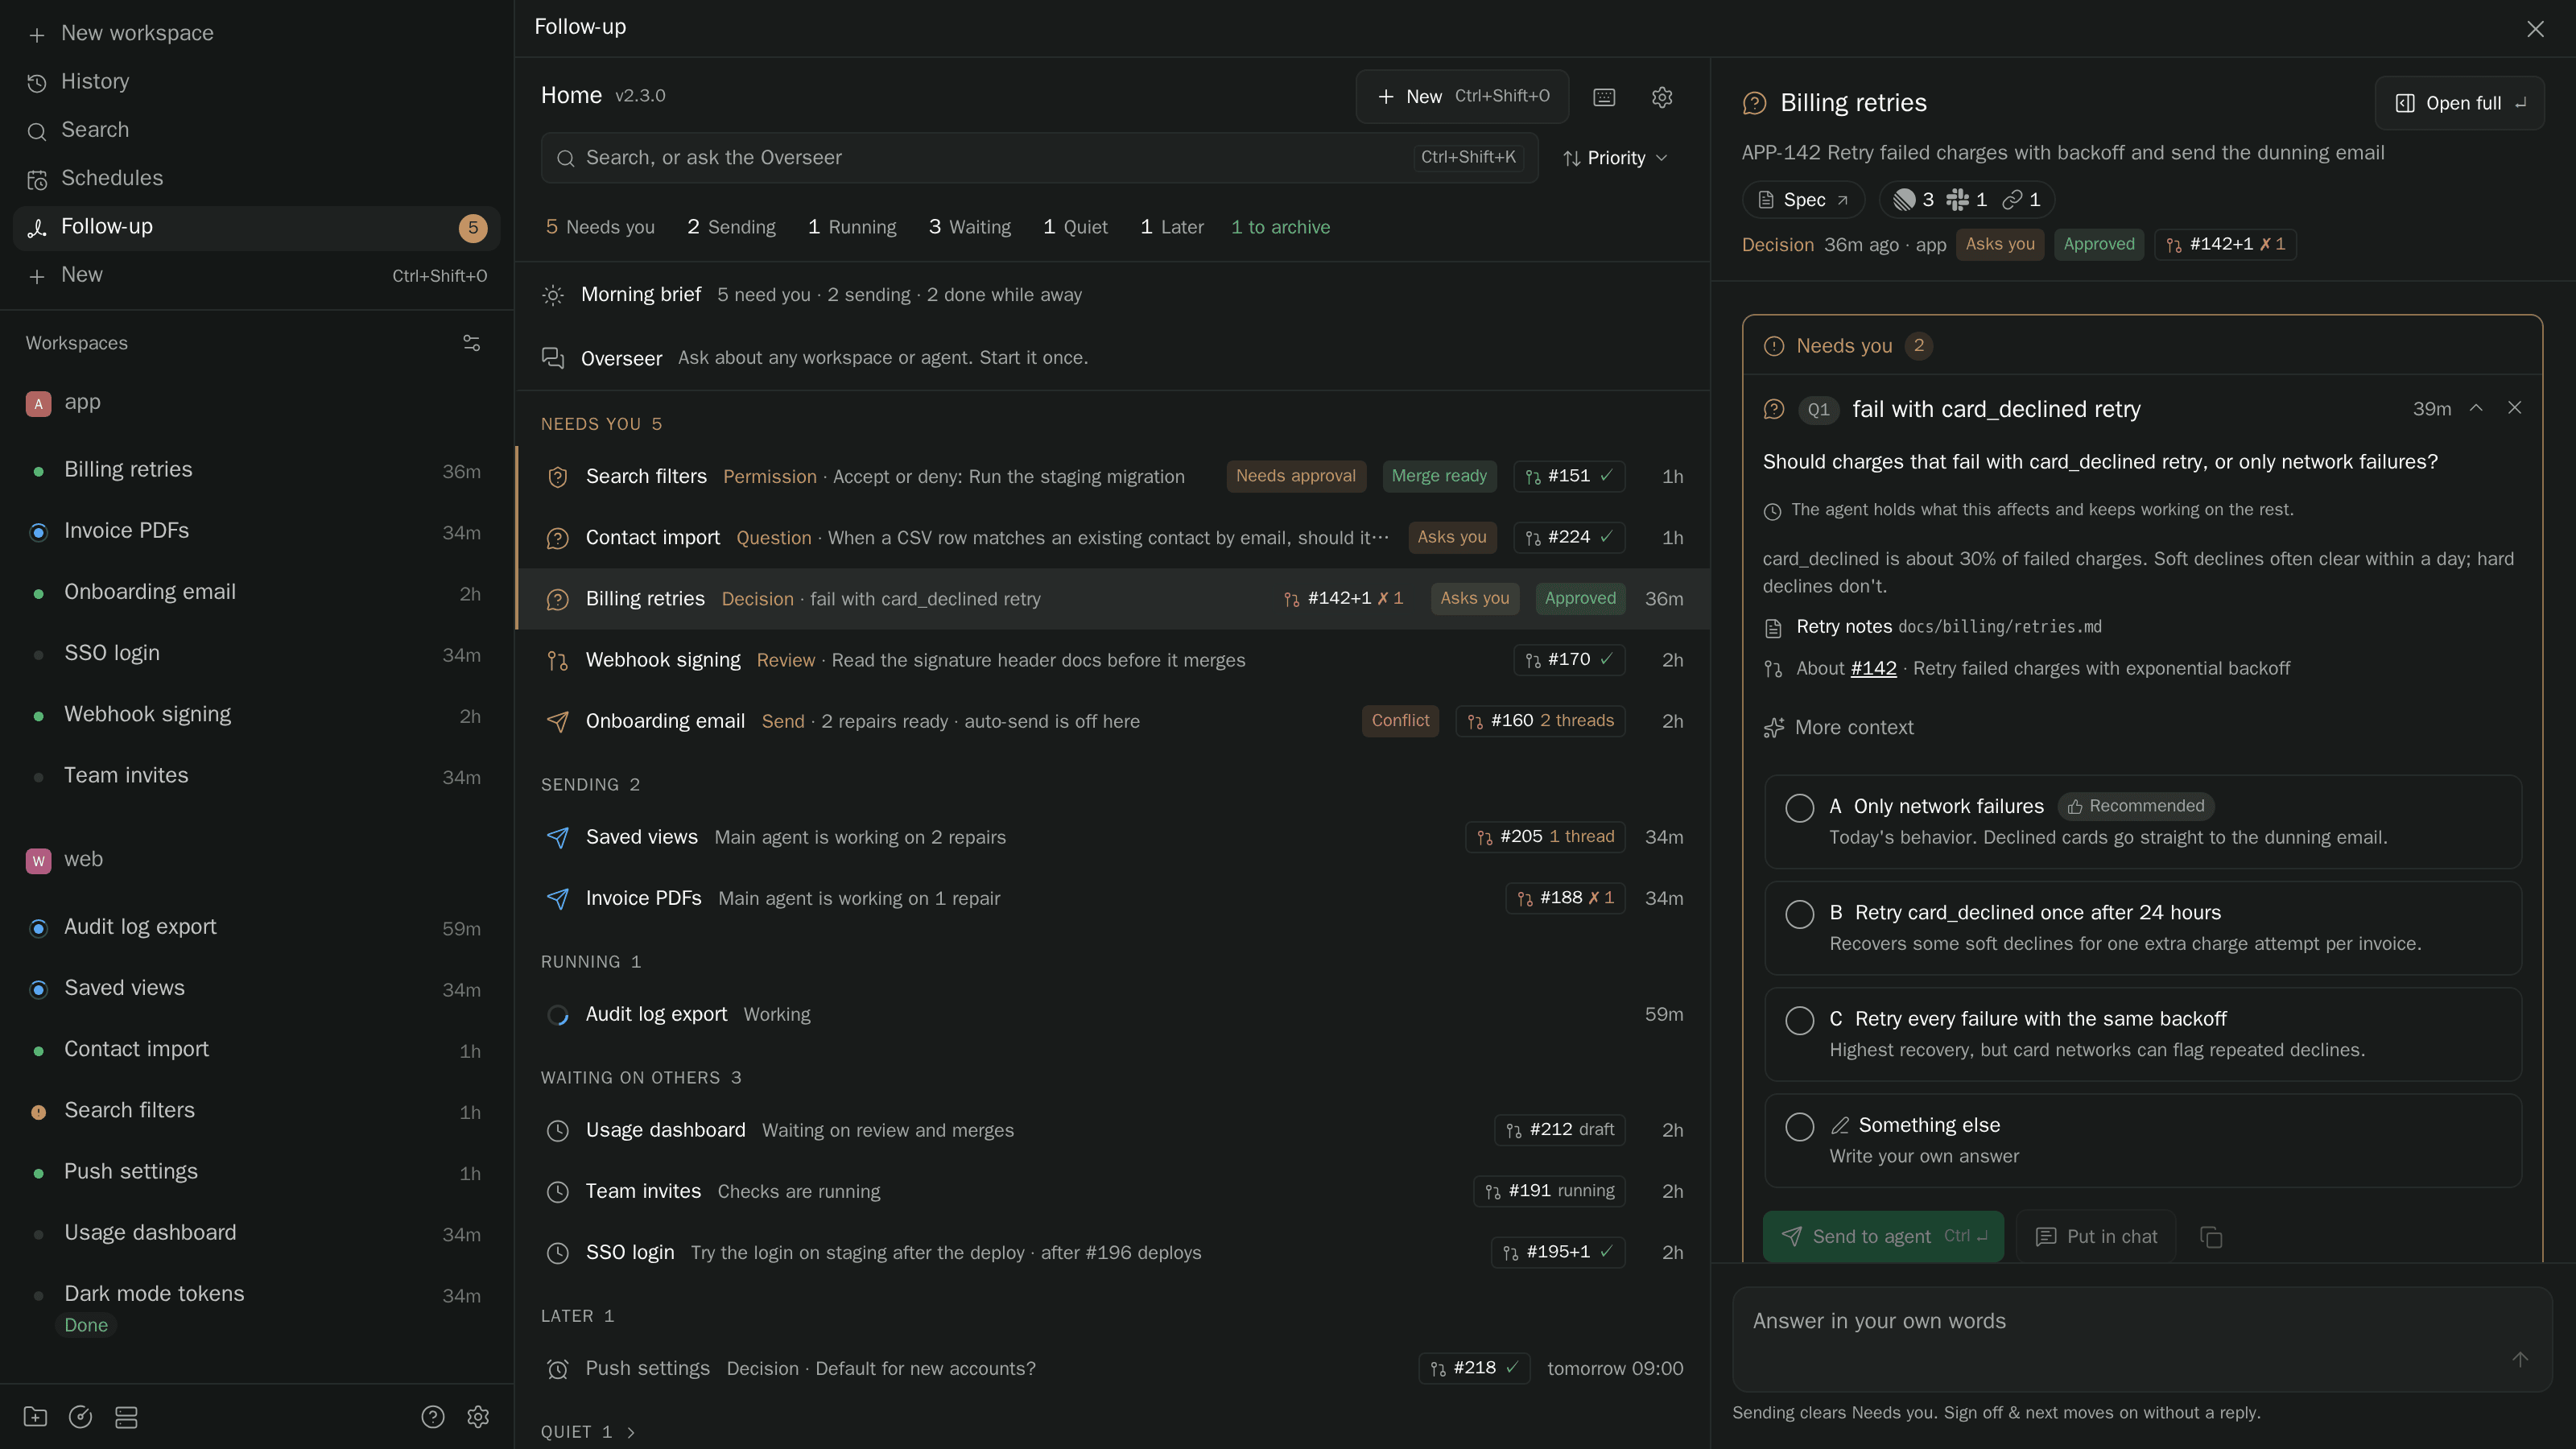 New workspace
History
Search
Schedules
Follow-up 5
New Ctrl+Shift+O
Workspaces
A app
Billing retries 36m
Invoice PDFs 34m
Onboarding email 2h
SSO login 34m
Webhook signing 2h
Team invites 34m
W web
Audit log export 59m
Saved views 34m
Contact import 1h
Search filters 1h
Push settings 1h
Usage dashboard 34m
Dark mode tokens 34m
Done
Follow-up
Home v2.3.0 New Ctrl+Shift+O
Search, or ask the Overseer Ctrl+Shift+K Priority
5 Needs you 2 Sending 1 Running 3 Waiting 1 Quiet 1 Later 1 to archive
Morning brief 5 need you · 2 sending · 2 done while away
Overseer Ask about any workspace or agent. Start it once.
NEEDS YOU 5
Search filters Permission · Accept or deny: Run the staging migration Needs approval Merge ready #151 ✓ 1h
Contact import Question · When a CSV row matches an existing contact by email, should it··· Asks you #224 ✓ 1h
Billing retries Decision · fail with card_declined retry #142+1 ✗ 1 Asks you Approved 36m
Webhook signing Review · Read the signature header docs before it merges #170 ✓ 2h
Onboarding email Send · 2 repairs ready · auto-send is off here Conflict #160 2 threads 2h
SENDING 2
Saved views Main agent is working on 2 repairs #205 1 thread 34m
Invoice PDFs Main agent is working on 1 repair #188 ✗ 1 34m
RUNNING 1
Audit log export Working 59m
WAITING ON OTHERS 3
Usage dashboard Waiting on review and merges #212 draft 2h
Team invites Checks are running #191 running 2h
SSO login Try the login on staging after the deploy · after #196 deploys #195+1 ✓ 2h
LATER 1
Push settings Decision · Default for new accounts? #218 ✓ tomorrow 09:00
QUIET 1
Billing retries Open full
APP-142 Retry failed charges with backoff and send the dunning email
Spec 3 1 1
Decision 36m ago · app Asks you Approved #142+1 ✗ 1
Needs you 2
Q1 fail with card_declined retry 39m
Should charges that fail with card_declined retry, or only network failures?
The agent holds what this affects and keeps working on the rest.
card_declined is about 30% of failed charges. Soft declines often clear within a day; hard
declines don't.
Retry notes docs/billing/retries.md
About #142 · Retry failed charges with exponential backoff
More context
A Only network failures Recommended
Today's behavior. Declined cards go straight to the dunning email.
B Retry card_declined once after 24 hours
Recovers some soft declines for one extra charge attempt per invoice.
C Retry every failure with the same backoff
Highest recovery, but card networks can flag repeated declines.
Something else
Write your own answer
Send to agent Ctrl Put in chat
Answer in your own words
Sending clears Needs you. Sign off & next moves on without a reply.